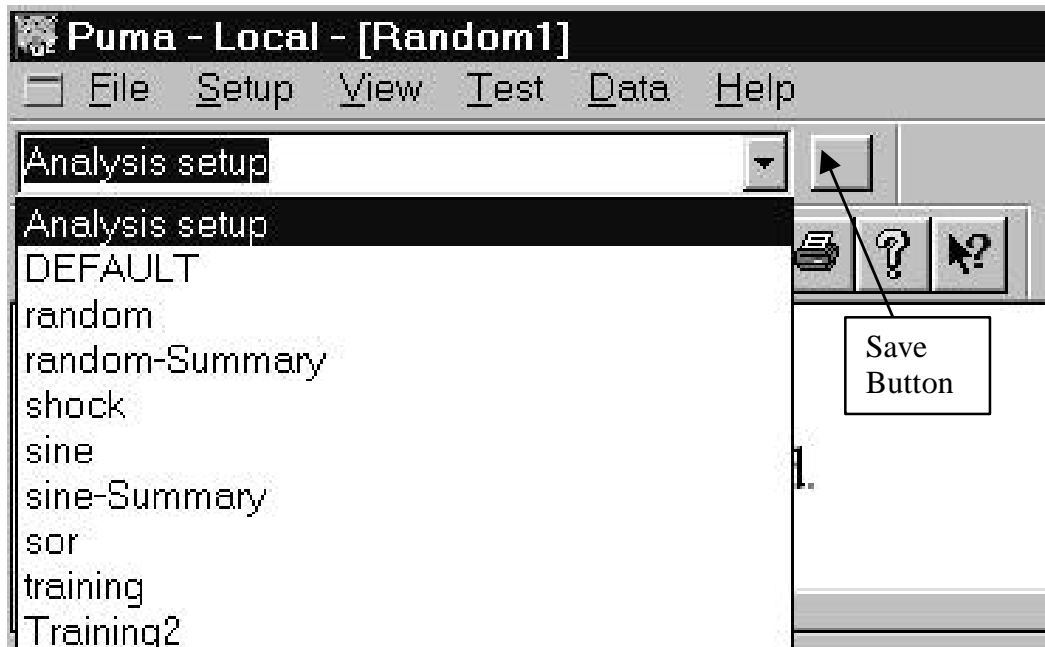 Puma - Local - [Random1]
File Setup View Test Data Help
Analysis setup
Analysis setup
DEFAULT
random
random-Summary
shock
sine
sine-Summary
sor
training
Training2
? ?
Save
Button